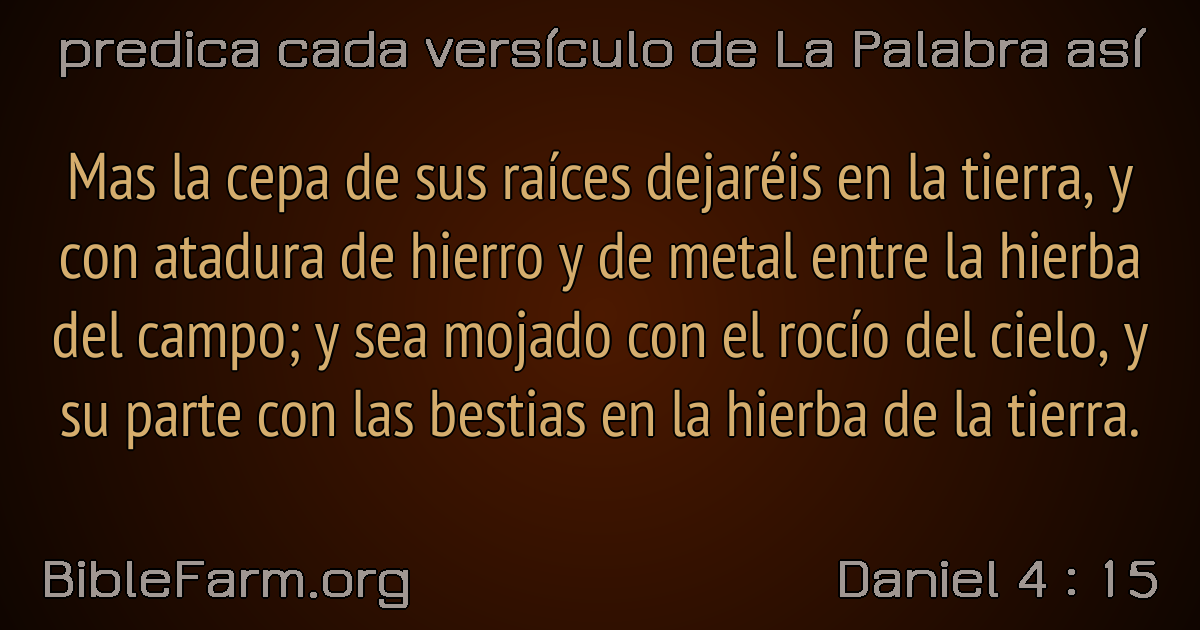 predica cada versículo de La Palabra así
Mas la cepa de sus raíces dejaréis en la tierra, y
con atadura de hierro y de metal entre la hierba
del campo; y sea mojado con el rocío del cielo, y
su parte con las bestias en la hierba de la tierra.
BibleFarm.org
Daniel 4 : 15